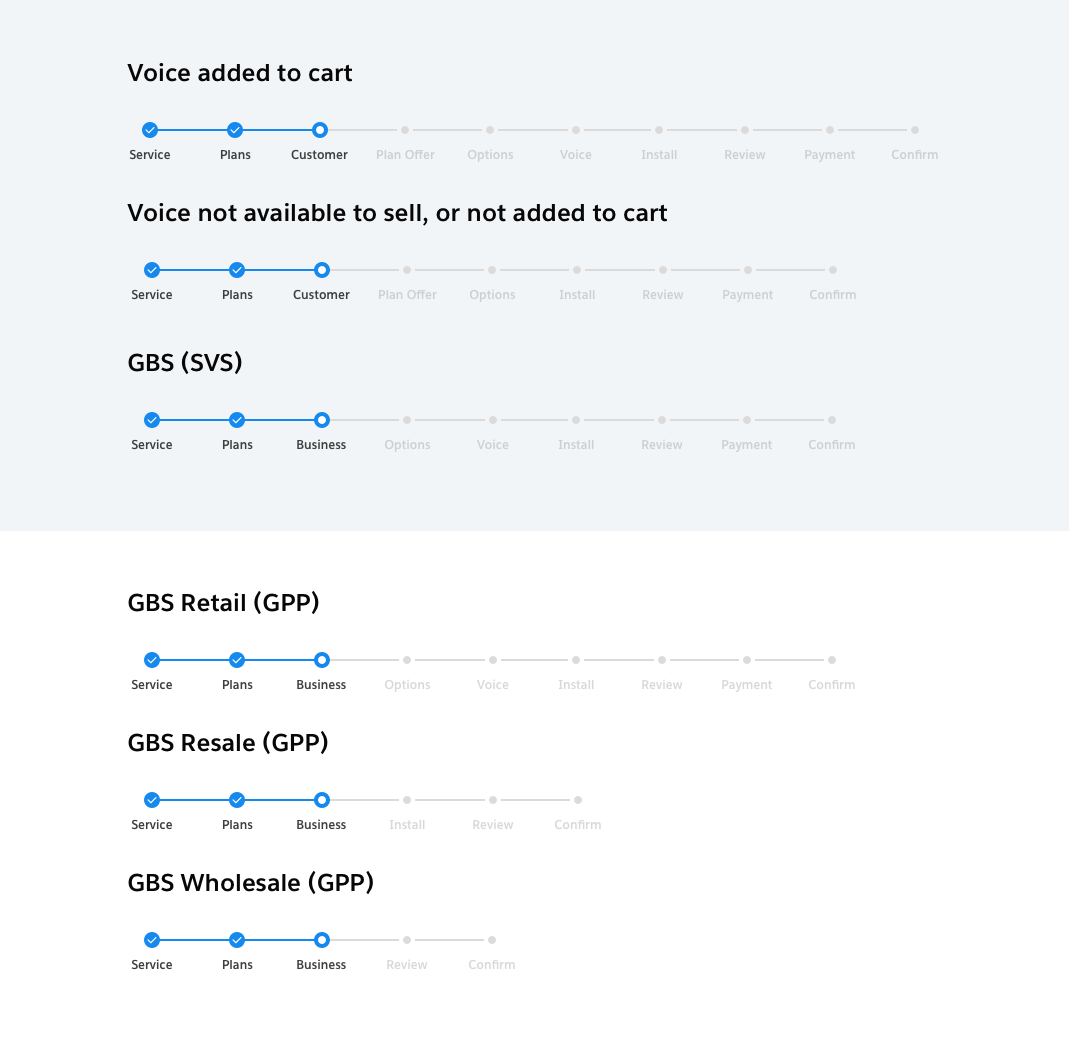 Voice added to cart
Service Plans Customer Plan Offer Options Voice Install Review Payment Confirm
Voice not available to sell, or not added to cart
Service Plans Customer Plan Offer Options Install Review Payment Confirm
GBS (SVS)
Service Plans Business Options Voice Install Review Payment Confirm
GBS Retail (GPP)
Service Plans Business Options Voice Install Review Payment Confirm
GBS Resale (GPP)
Service Plans Business Install Review Confirm
GBS Wholesale (GPP)
Service Plans Business Review Confirm